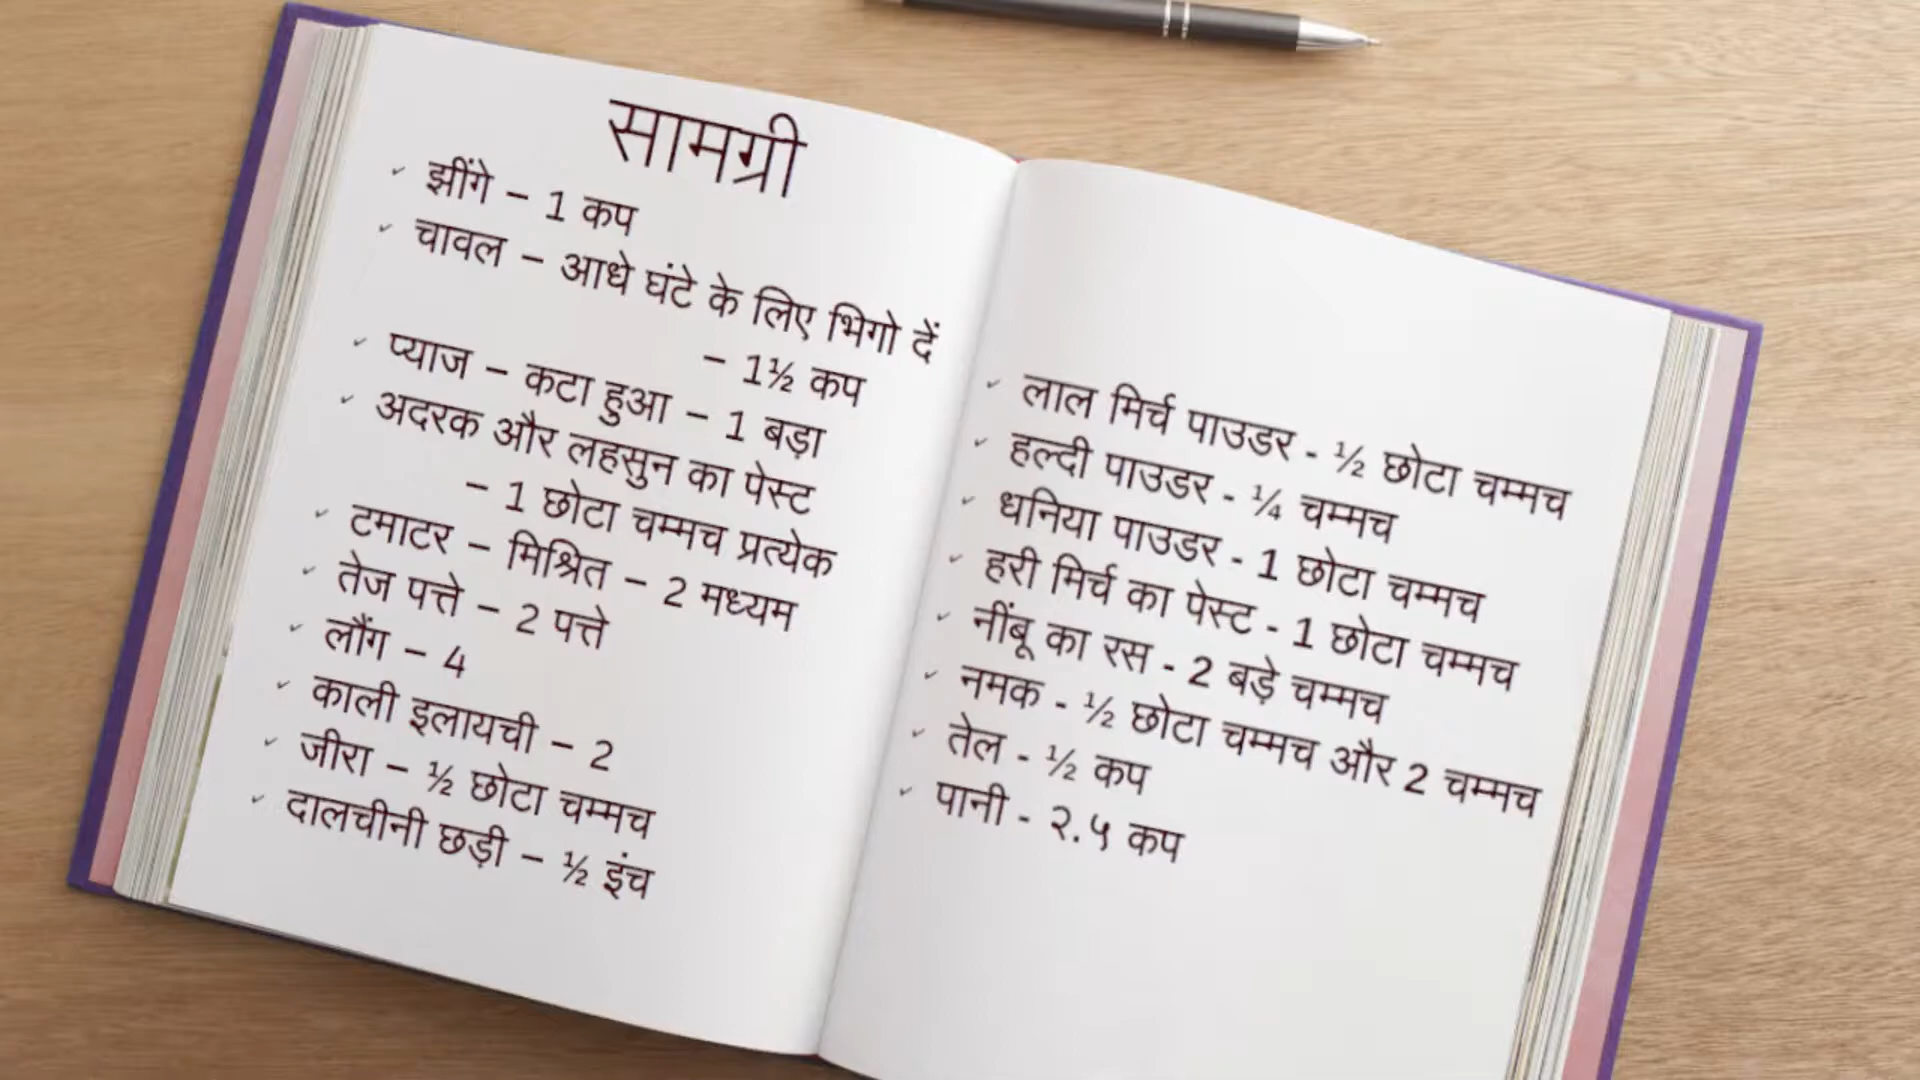 सामग्री
झींगे – 1 कप
चावल – आधे घंटे के लिए भिगो दें
– 1½ कप
प्याज – कटा हुआ – 1 बड़ा
अदरक और लहसुन का पेस्ट
– 1 छोटा चम्मच प्रत्येक
टमाटर – मिश्रित – 2 मध्यम
तेज पत्ते – 2 पत्ते
लौंग – 4
काली इलायची – 2
जीरा – ½ छोटा चम्मच
दालचीनी छड़ी – ½ इंच
लाल मिर्च पाउडर - ½ छोटा चम्मच
हल्दी पाउडर - ¼ चम्मच
धनिया पाउडर - 1 छोटा चम्मच
हरी मिर्च का पेस्ट - 1 छोटा चम्मच
नींबू का रस - 2 बड़े चम्मच
नमक - ½ छोटा चम्मच और 2 चम्मच
तेल - ½ कप
पानी - २.५ कप